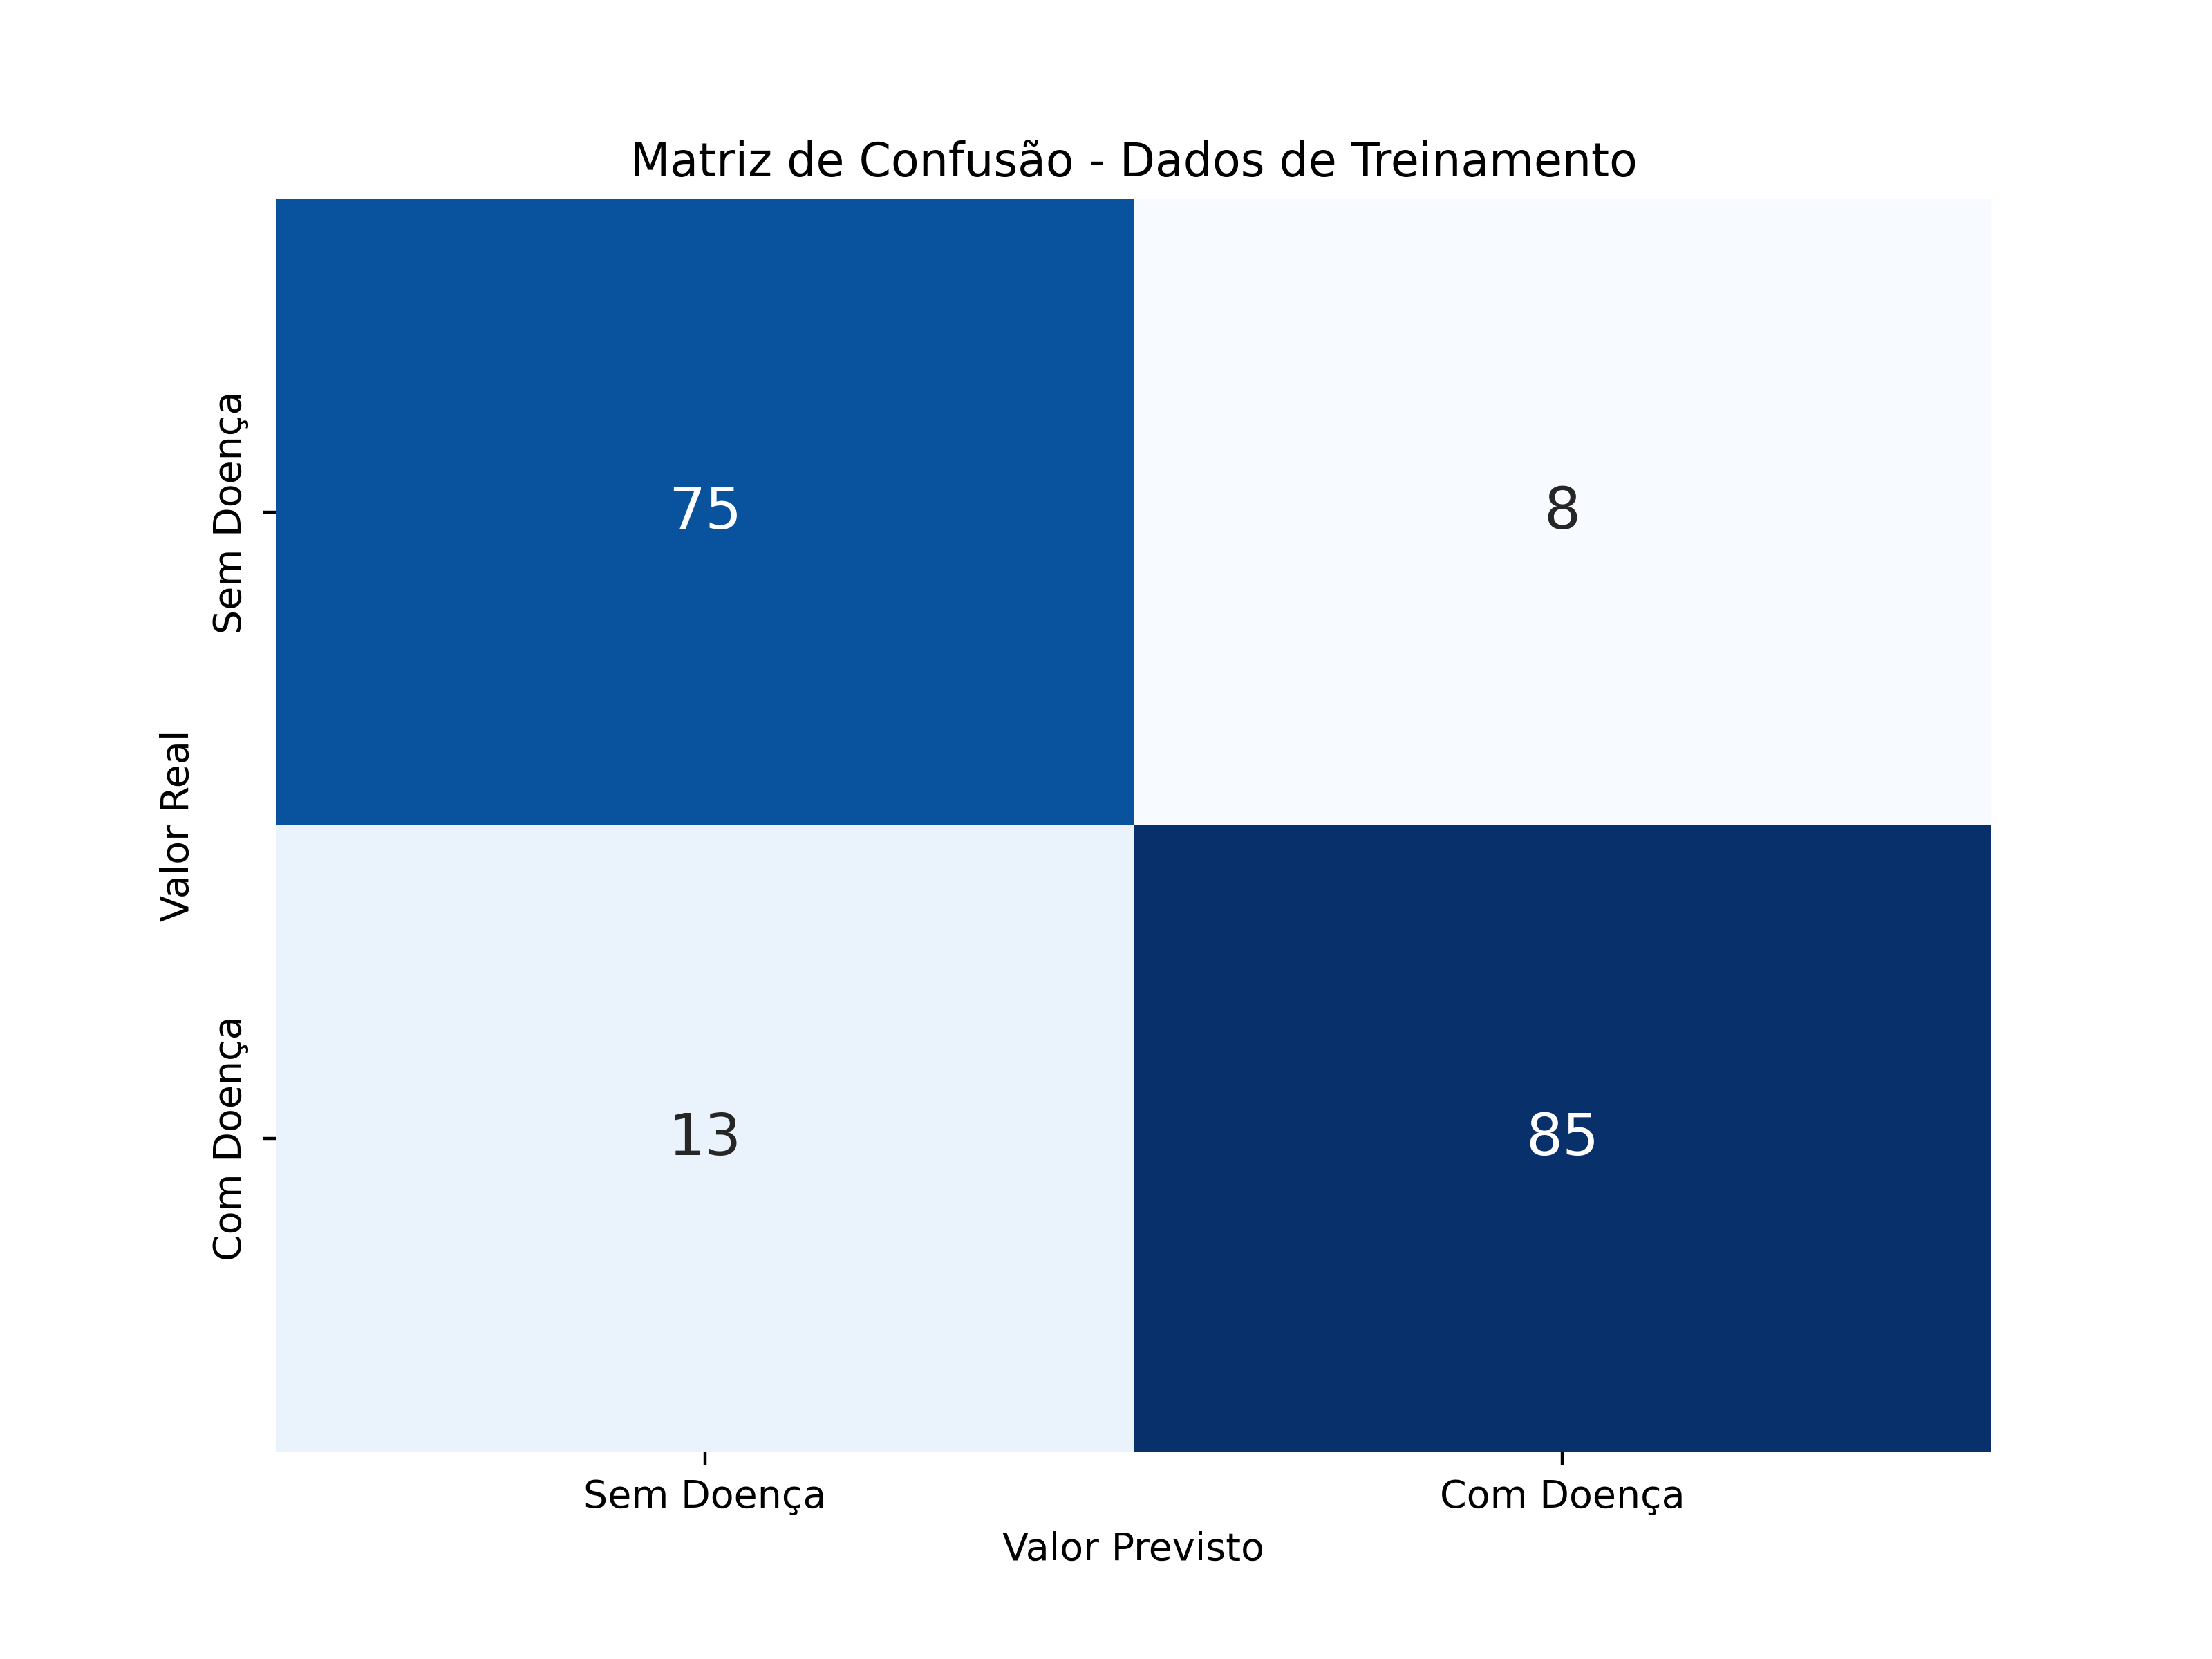 Matriz de Confusão - Dados de Treinamento
Valor Real
Sem Doença
75
8
Com Doença
13
85
Sem Doença
Com Doença
Valor Previsto